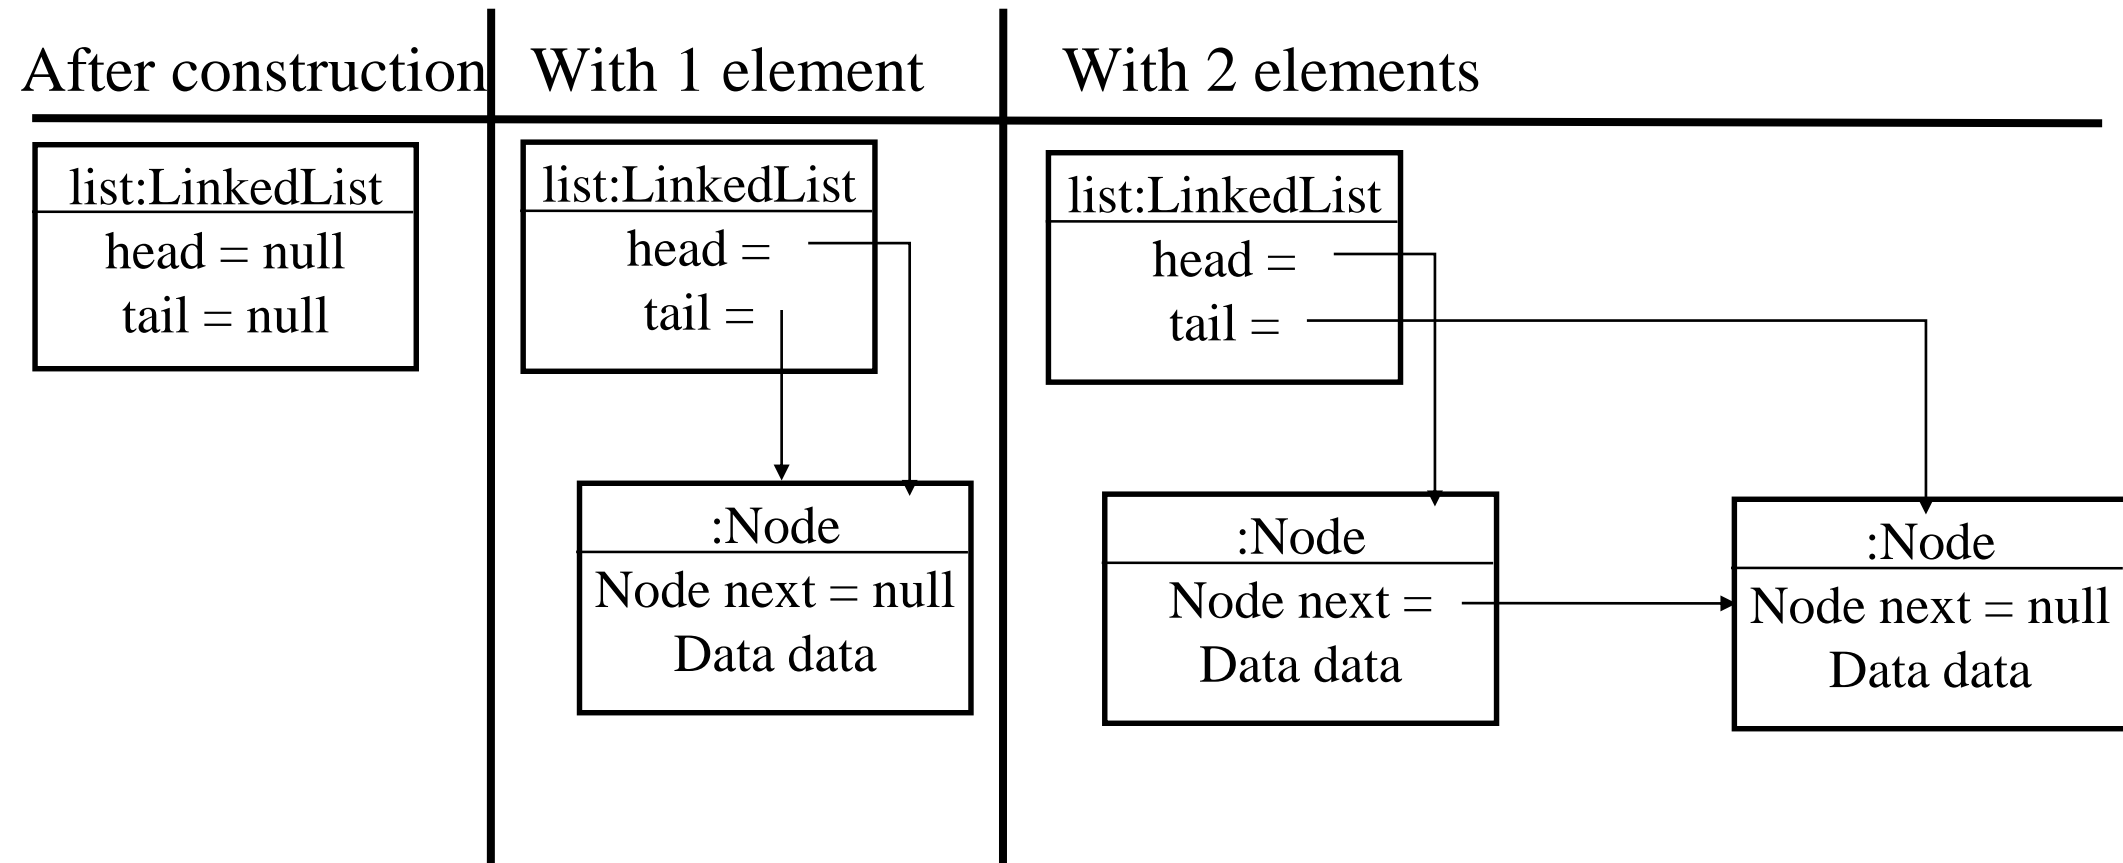 After construction
With 1 element
With 2 elements
list:LinkedList
head = null
tail = null
list:LinkedList
head =
tail =
:Node
Node next = null
Data data
list:LinkedList
head =
tail =
:Node
Node next =
Data data
:Node
Node next = null
Data data